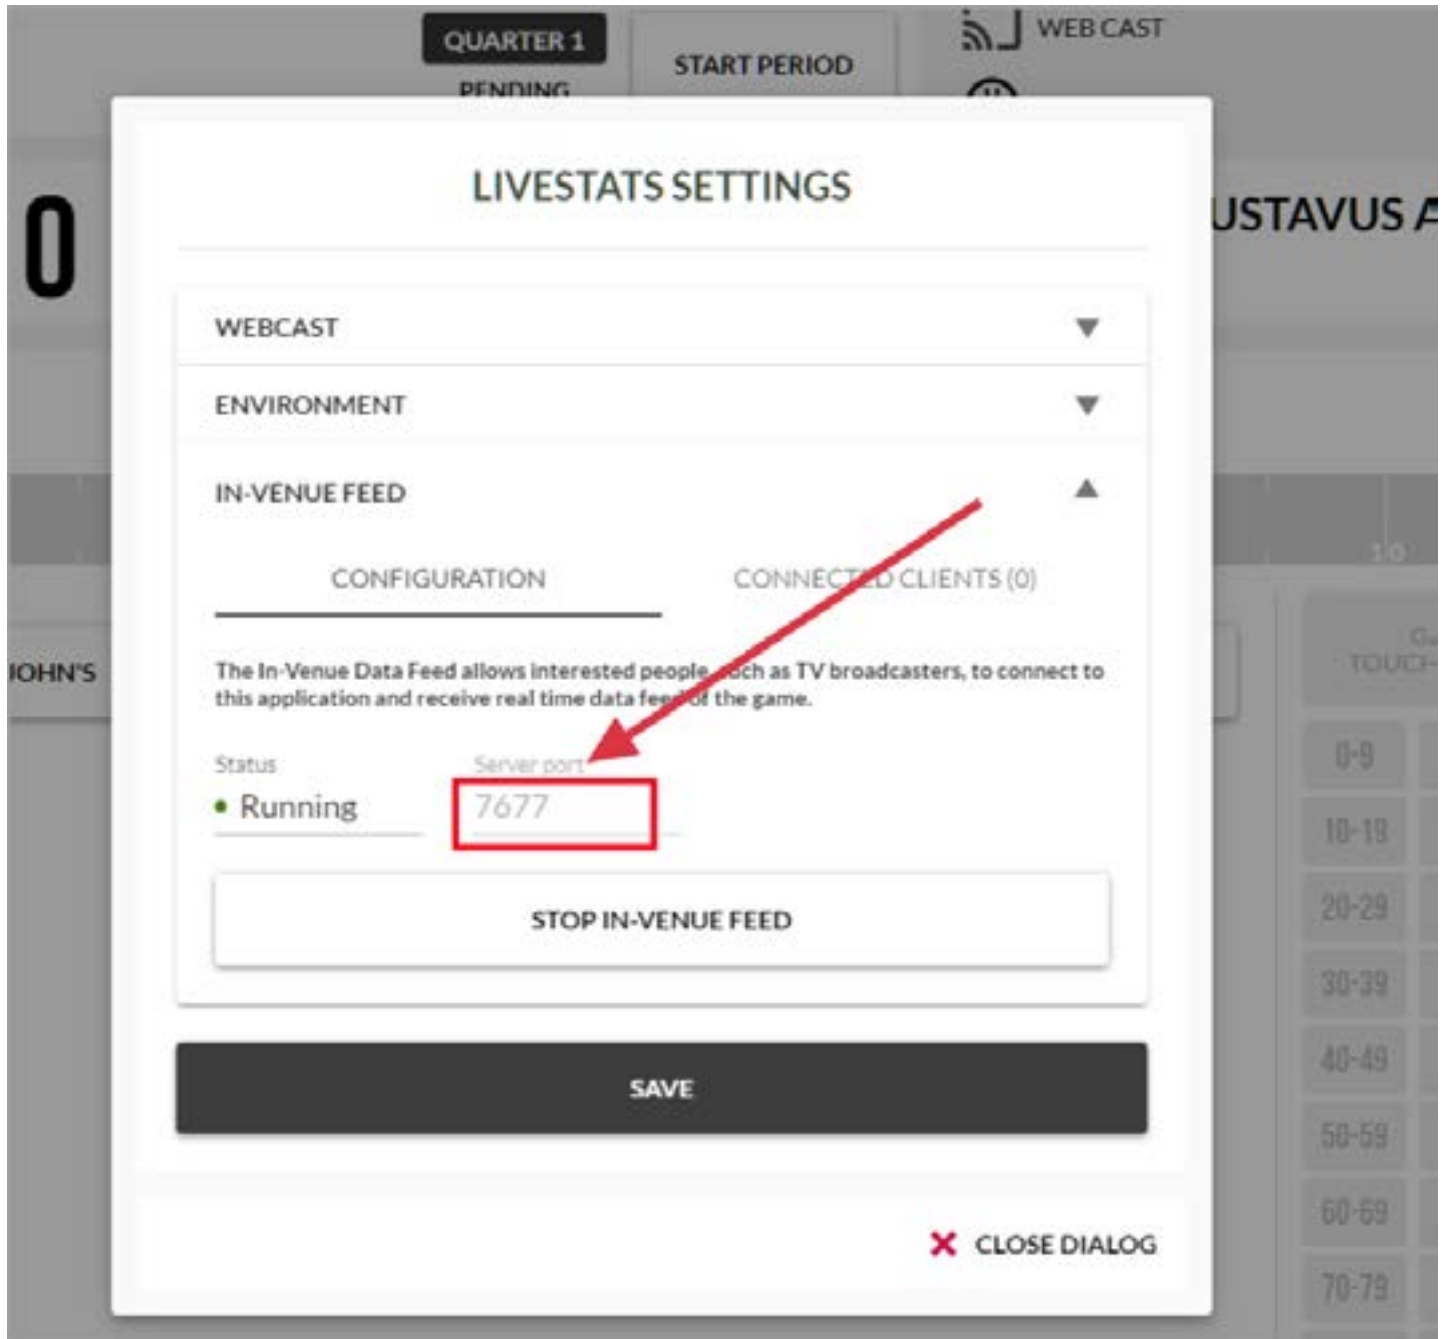 QUARTER 1
PENDING
START PERIOD
WEB CAST
0
USTAVUS A
LIVESTATS SETTINGS
WEBCAST
ENVIRONMENT
IN-VENUE FEED
CONFIGURATION
CONNECTED CLIENTS (0)
JOHN'S
The In-Venue Data Feed allows interested people, such as TV broadcasters, to connect to
this application and receive real time data feed of the game.
Status
Server port
Running
7677
STOP IN-VENUE FEED
SAVE
CLOSE DIALOG
10
TOUCH-
0-9
10-19
20-29
30-39
40-49
50-59
60-69
70-79